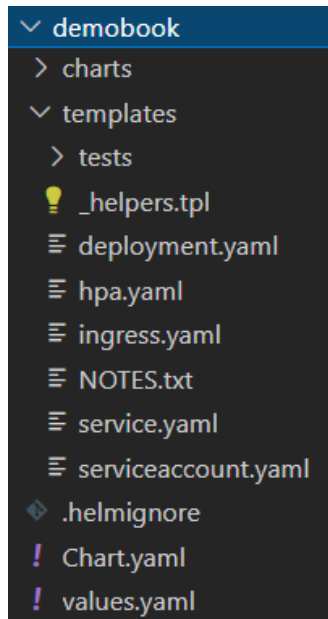 demobook
charts
templates
tests
_helpers.tpl
deployment.yaml
hpa.yaml
ingress.yaml
NOTES.txt
service.yaml
serviceaccount.yaml
.helmignore
Chart.yaml
values.yaml